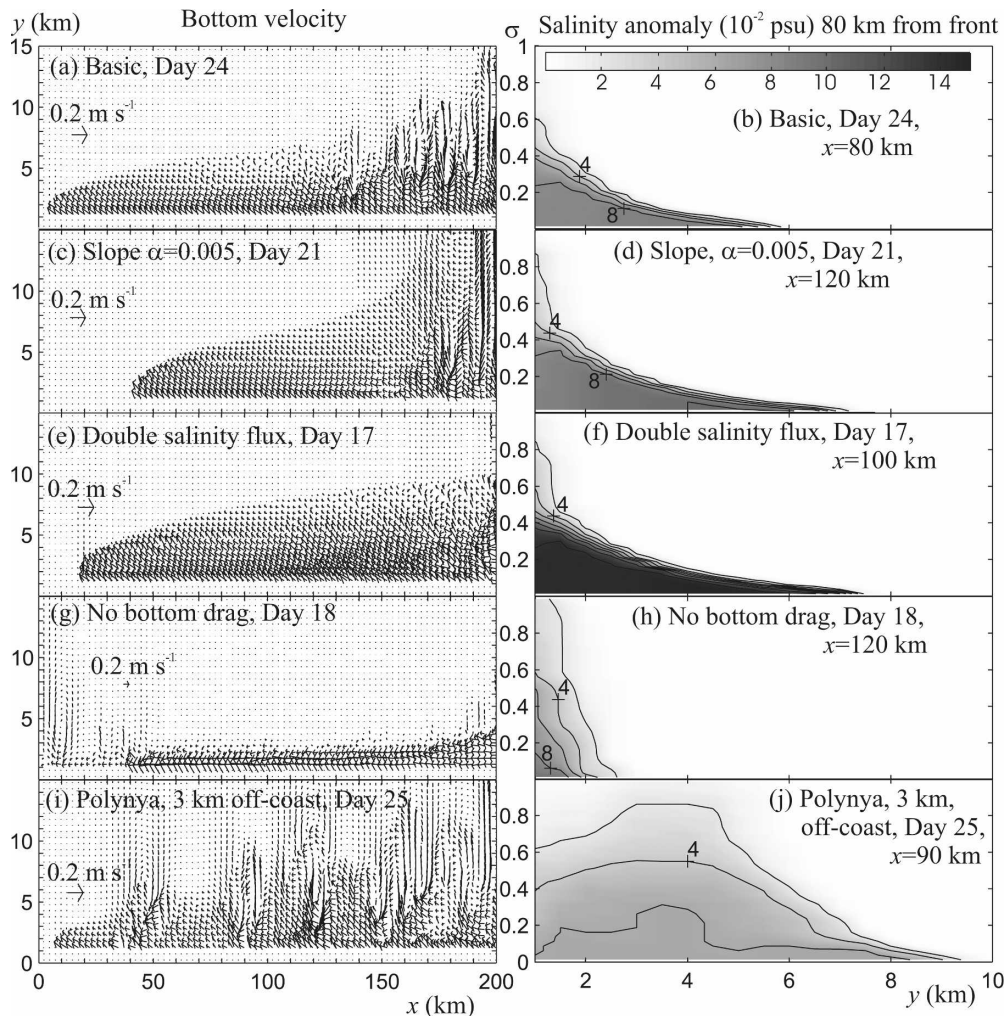 y (km)
Bottom velocity
σ
Salinity anomaly (10⁻² psu) 80 km from front
15
(a) Basic, Day 24
0.2 m s⁻¹
10
5
1
0.8
0.6
0.4
0.2
2 4 6 8 10 12 14
(b) Basic, Day 24,
x=80 km
4
8
(c) Slope α=0.005, Day 21
0.2 m s⁻¹
10
5
0.8
0.6
0.4
0.2
(d) Slope, α=0.005, Day 21,
x=120 km
4
8
(e) Double salinity flux, Day 17
0.2 m s⁻¹
10
5
0.8
0.6
0.4
0.2
(f) Double salinity flux, Day 17,
x=100 km
4
(g) No bottom drag, Day 18
0.2 m s⁻¹
10
5
0.8
0.6
0.4
0.2
(h) No bottom drag, Day 18,
x=120 km
4
8
(i) Polynya, 3 km off-coast, Day 25
0.2 m s⁻¹
10
5
0
0.8
0.6
0.4
0.2
0
(j) Polynya, 3 km,
off-coast, Day 25,
x=90 km
4
0 50 100 150 200
x (km)
2 4 6 8 10
y (km)